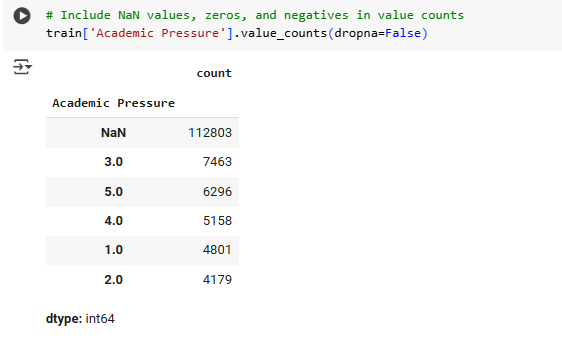 # Include NaN values, zeros, and negatives in value counts
train['Academic Pressure'].value_counts(dropna=False)
count
Academic Pressure
NaN 112803
3.0 7463
5.0 6296
4.0 5158
1.0 4801
2.0 4179
dtype: int64